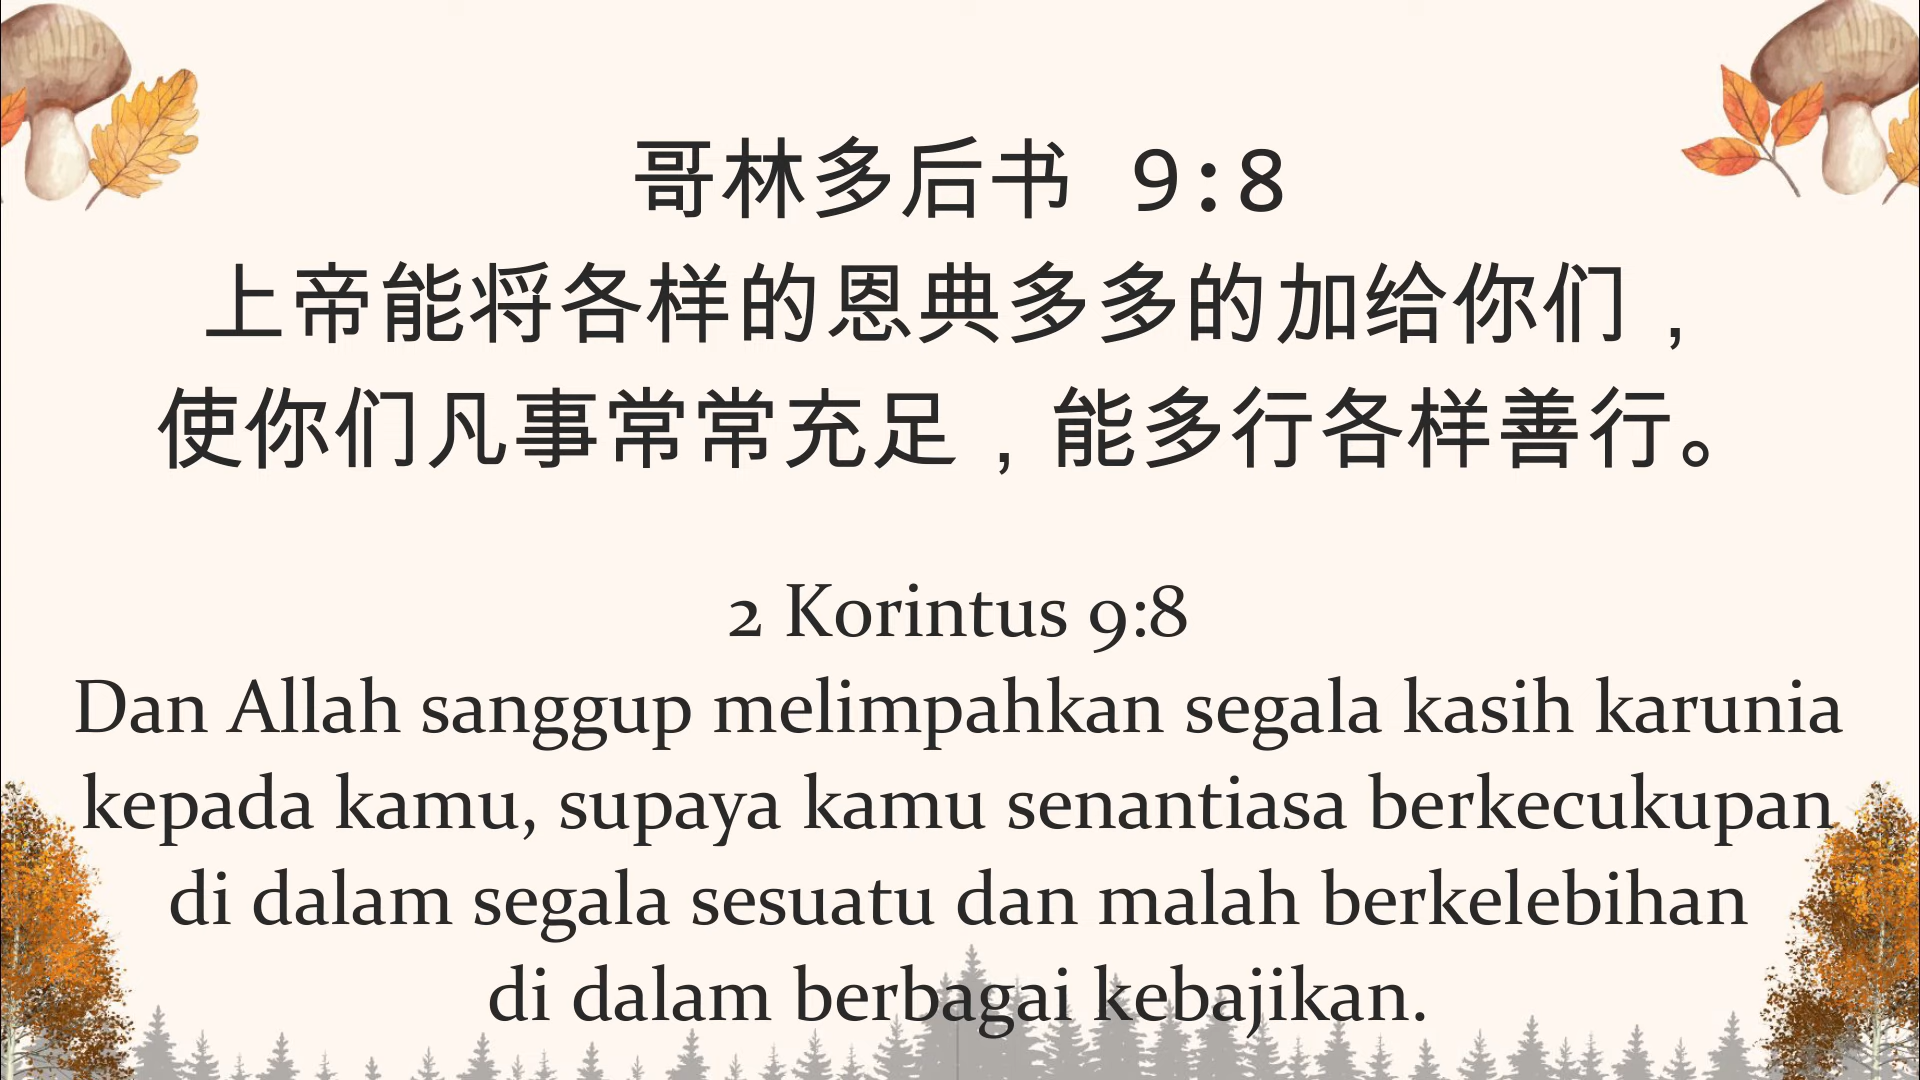 哥林多后书 9:8
上帝能将各样的恩典多多的加给你们，
使你们凡事常常充足，能多行各样善行。
2 Korintus 9:8
Dan Allah sanggup melimpahkan segala kasih karunia
kepada kamu, supaya kamu senantiasa berkecukupan
di dalam segala sesuatu dan malah berkelebihan
di dalam berbagai kebajikan.